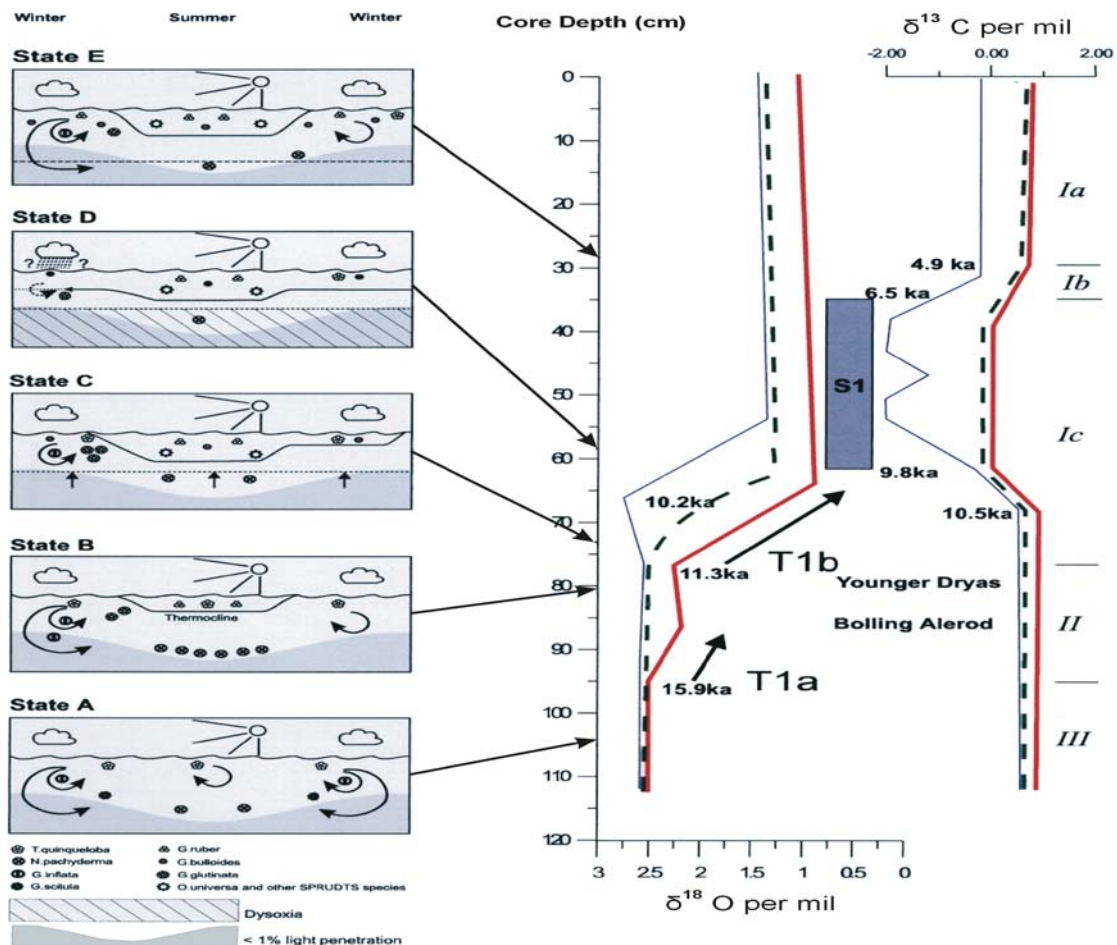 Winter Summer Winter
State E
State D
? ?
State C
State B
Thermocline
State A
T.quinqueloba
N.pachyderma
G.inflata
G.scitula
G.ruber
G.bulloides
G.glutinata
O.universa and other SPRUDTS species
Dysoxia
< 1% light penetration
Core Depth (cm)
δ13 C per mil
-2.00 0.00 2.00
0
10
20
30
40
50
60
70
80
90
100
110
120
3 2.5 2 1.5 1 0.5 0
δ18 O per mil
4.9 ka
6.5 ka
S1
9.8ka
10.2ka
10.5ka
11.3ka
T1b
Younger Dryas
Bolling Alerod
15.9ka
T1a
Ia
Ib
Ic
II
III